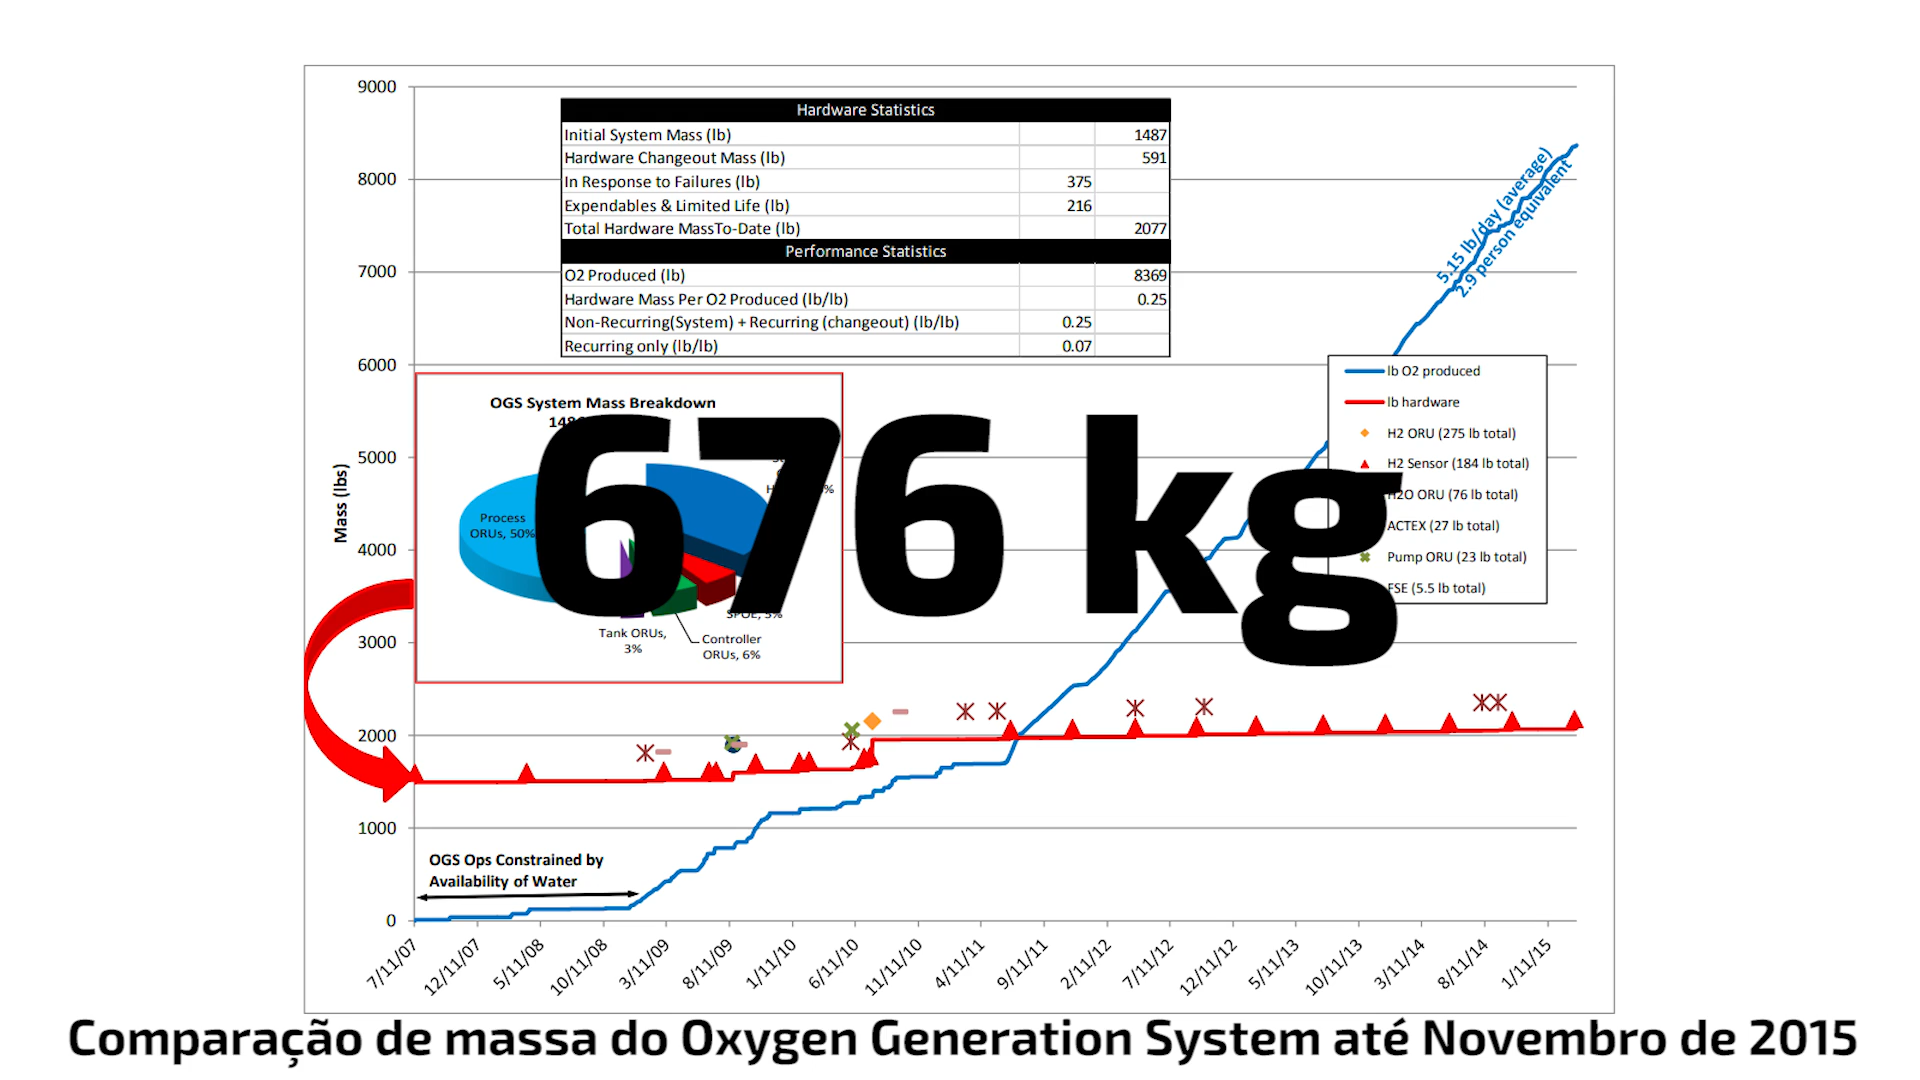 9000
8000
7000
6000
5000
4000
3000
2000
1000
0
Mass (lbs)
Hardware Statistics
Initial System Mass (lb) 1487
Hardware Changeout Mass (lb) 591
In Response to Failures (lb) 375
Expendables & Limited Life (lb) 216
Total Hardware MassTo-Date (lb) 2077
Performance Statistics
O2 Produced (lb) 8369
Hardware Mass Per O2 Produced (lb/lb) 0.25
Non-Recurring(System) + Recurring (changeout) (lb/lb) 0.25
Recurring only (lb/lb) 0.07
5.15 lb/day (average)
2.9 person equivalent
lb O2 produced
lb hardware
H2 ORU (275 lb total)
H2 Sensor (184 lb total)
H2O ORU (76 lb total)
ACTEX (27 lb total)
Pump ORU (23 lb total)
FSE (5.5 lb total)
OGS System Mass Breakdown
Process
ORUs, 50%
SPOE, 5%
Tank ORUs,
3%
Controller
ORUs, 6%
676 kg
OGS Ops Constrained by
Availability of Water
7/11/07
12/11/07
5/11/08
10/11/08
3/11/09
8/11/09
1/11/10
6/11/10
11/11/10
4/11/11
9/11/11
2/11/12
7/11/12
12/11/12
5/11/13
10/11/13
3/11/14
8/11/14
1/11/15
Comparação de massa do Oxygen Generation System até Novembro de 2015